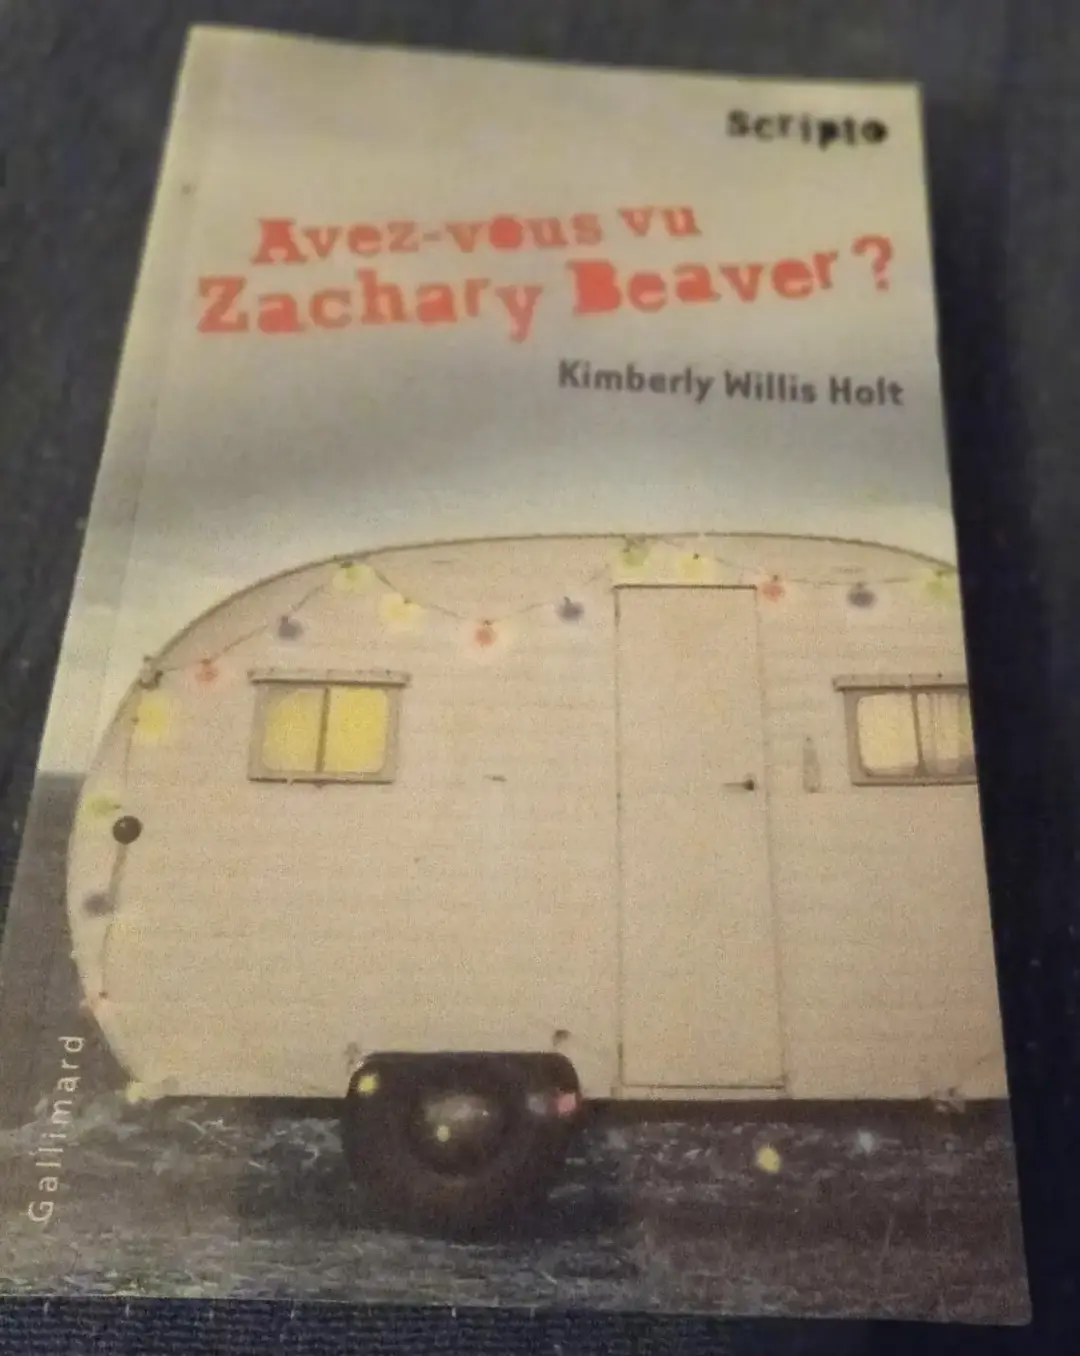 Scripto
Avez-vous vu
Zachary Beaver ?
Kimberly Willis Holt
Gallimard